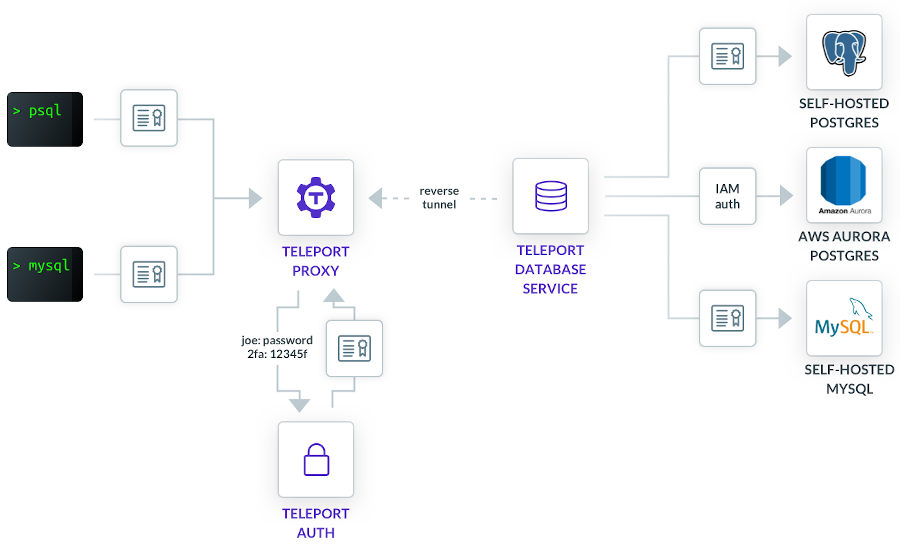 > psql
> mysql
TELEPORT
PROXY
joe: password
2fa: 12345f
TELEPORT
AUTH
reverse
tunnel
TELEPORT
DATABASE
SERVICE
SELF-HOSTED
POSTGRES
IAM
auth
Amazon Aurora
AWS AURORA
POSTGRES
MySQL
SELF-HOSTED
MYSQL